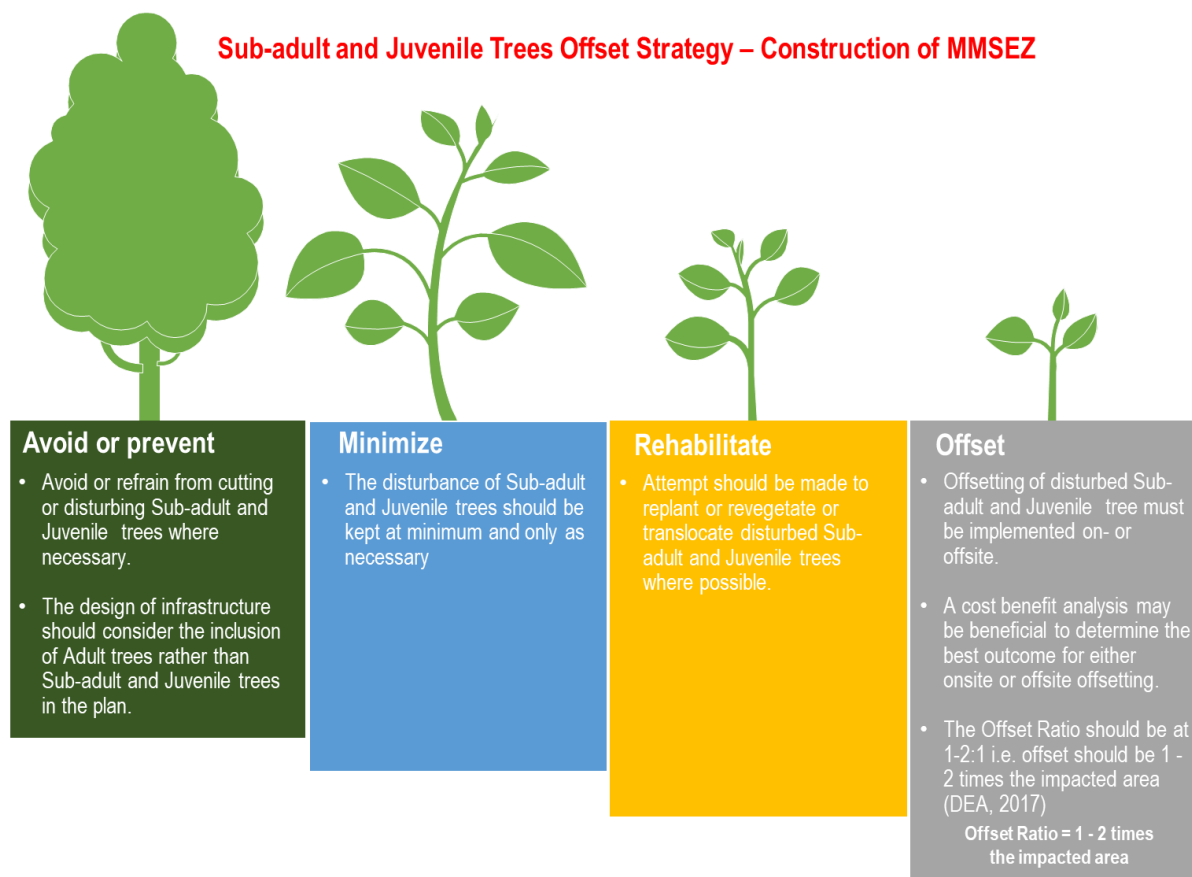 Sub-adult and Juvenile Trees Offset Strategy – Construction of MMSEZ
Avoid or prevent
• Avoid or refrain from cutting
or disturbing Sub-adult and
Juvenile trees where
necessary.
• The design of infrastructure
should consider the inclusion
of Adult trees rather than
Sub-adult and Juvenile trees
in the plan.
Minimize
• The disturbance of Sub-adult
and Juvenile trees should be
kept at minimum and only as
necessary
Rehabilitate
• Attempt should be made to
replant or revegetate or
translocate disturbed Sub-
adult and Juvenile trees
where possible.
Offset
• Offsetting of disturbed Sub-
adult and Juvenile tree must
be implemented on- or
offsite.
• A cost benefit analysis may
be beneficial to determine the
best outcome for either
onsite or offsite offsetting.
• The Offset Ratio should be at
1-2:1 i.e. offset should be 1 -
2 times the impacted area
(DEA, 2017)
Offset Ratio = 1 - 2 times
the impacted area